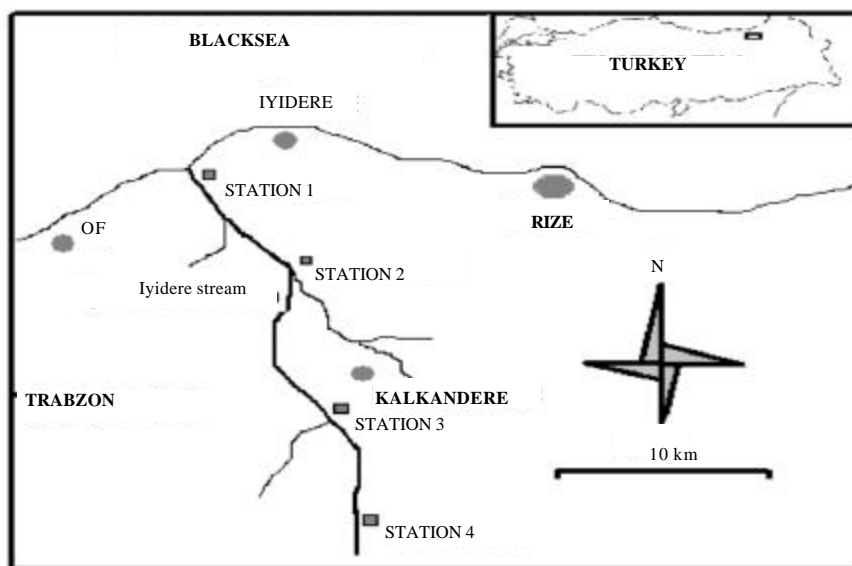 BLACKSEA
TURKEY
IYIDERE
STATION 1
RIZE
OF
STATION 2
N
Iyidere stream
TRABZON
KALKANDERE
STATION 3
10 km
STATION 4